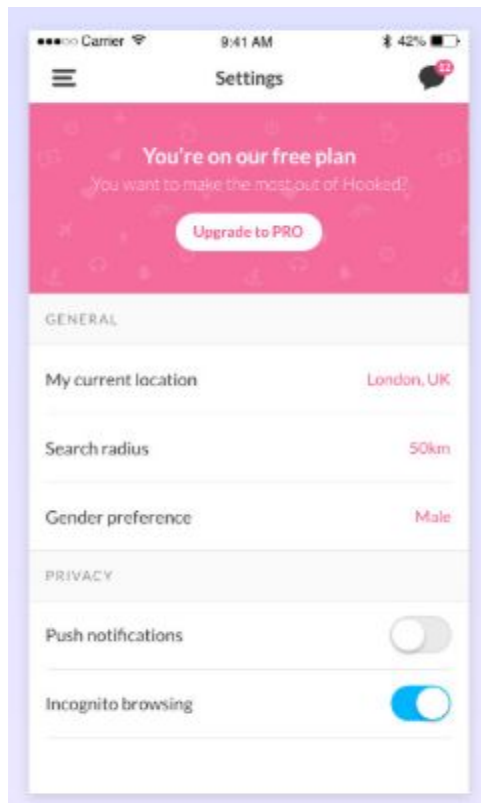 Carrier 9:41 AM 42%
Settings
12
You're on our free plan
You want to make the most out of Hooked?
Upgrade to PRO
GENERAL
My current location London, UK
Search radius 50km
Gender preference Male
PRIVACY
Push notifications
Incognito browsing